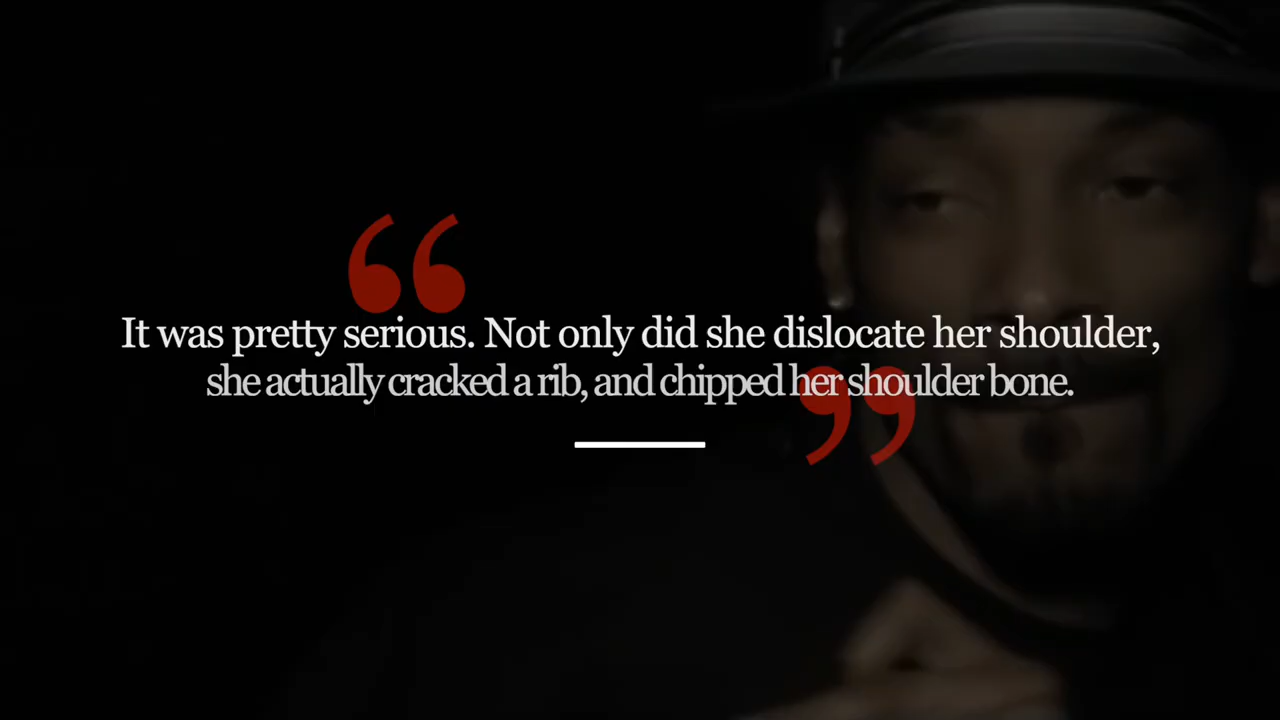 “
It was pretty serious. Not only did she dislocate her shoulder,
she actually cracked a rib, and chipped her shoulder bone.
”